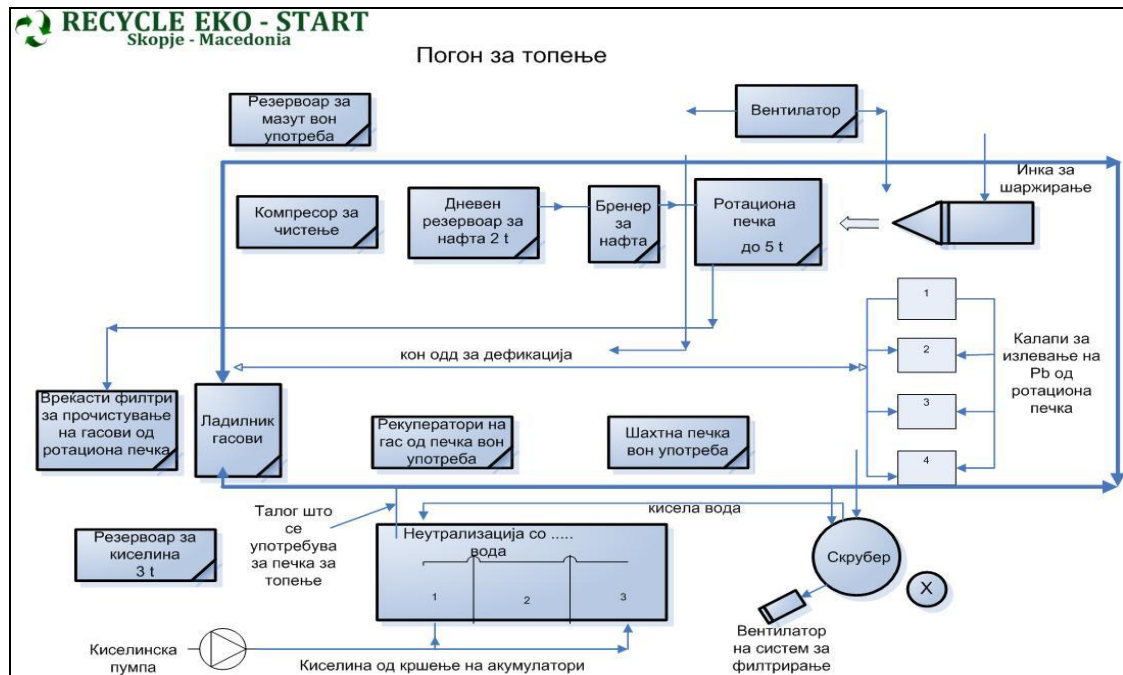 RECYCLE EKO - START
Skopje - Macedonia
Погон за топење
Резервоар за
мазут вон
употреба
Вентилатор
Инка за
шаржирање
Компресор за
чистење
Дневен
резервоар за
нафта 2 t
Бренер
за
нафта
Ротациона
печка
до 5 t
1
2
3
4
Калапи за
излевање на
Pb од
ротациона
печка
кон одд за дефикација
Вреќасти филтри
за прочистување
на гасови од
ротациона печка
Ладилник
гасови
Рекуператори на
гас од печка вон
употреба
Шахтна печка
вон употреба
Талог што
се
употребува
за печка за
топење
кисела вода
Резервоар за
киселина
3 t
Неутрализација со .....
вода
1
2
3
Скрубер
X
Вентилатор
на систем за
филтрирање
Киселинска
пумпа
Киселина од кршење на акумулатори